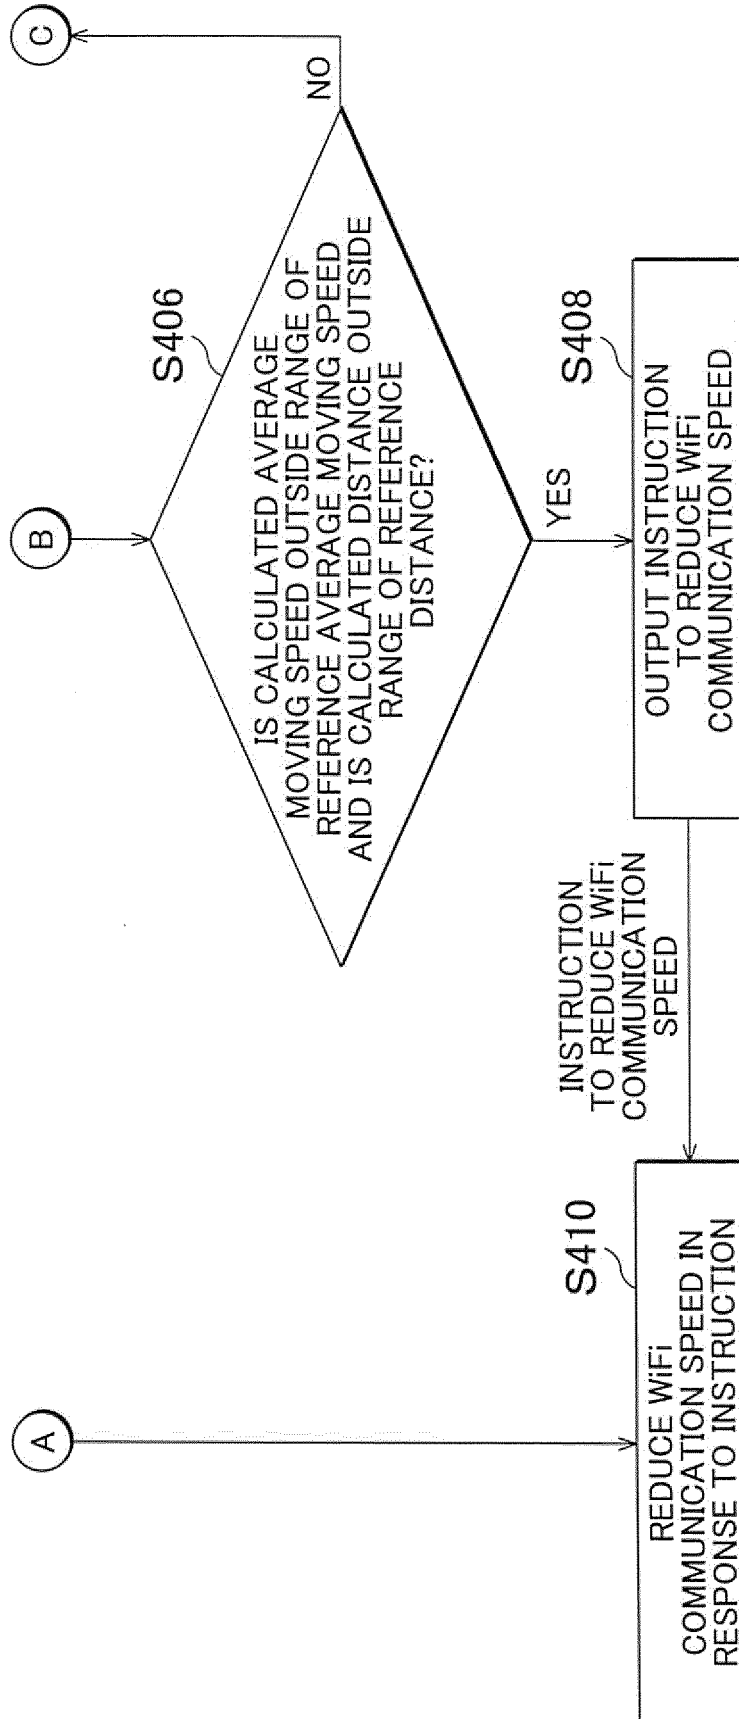 A
B
C
S406
IS CALCULATED AVERAGE
MOVING SPEED OUTSIDE RANGE OF
REFERENCE AVERAGE MOVING SPEED
AND IS CALCULATED DISTANCE OUTSIDE
RANGE OF REFERENCE
DISTANCE?
NO
YES
S408
OUTPUT INSTRUCTION
TO REDUCE WiFi
COMMUNICATION SPEED
INSTRUCTION
TO REDUCE WiFi
COMMUNICATION
SPEED
S410
REDUCE WiFi
COMMUNICATION SPEED IN
RESPONSE TO INSTRUCTION